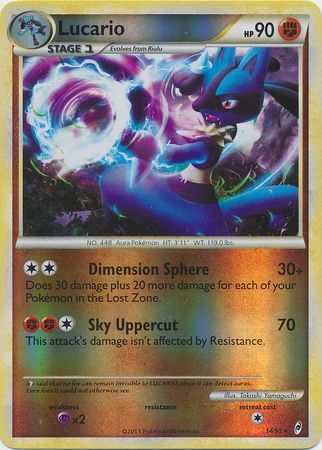 Lucario
HP 90
STAGE 1 Evolves from Riolu
NO. 448 Aura Pokémon HT: 3'11" WT: 119.0 lbs.
Dimension Sphere 30+
Does 30 damage plus 20 more damage for each of your
Pokémon in the Lost Zone.
Sky Uppercut 70
This attack's damage isn't affected by Resistance.
It's said that no foe can remain invisible to LUCARIO, since it can detect auras.
Even foes it could not otherwise see.
Illus. Takashi Yamaguchi
weakness resistance retreat cost
×2
©2011 Pokémon/Nintendo
14/95 ★